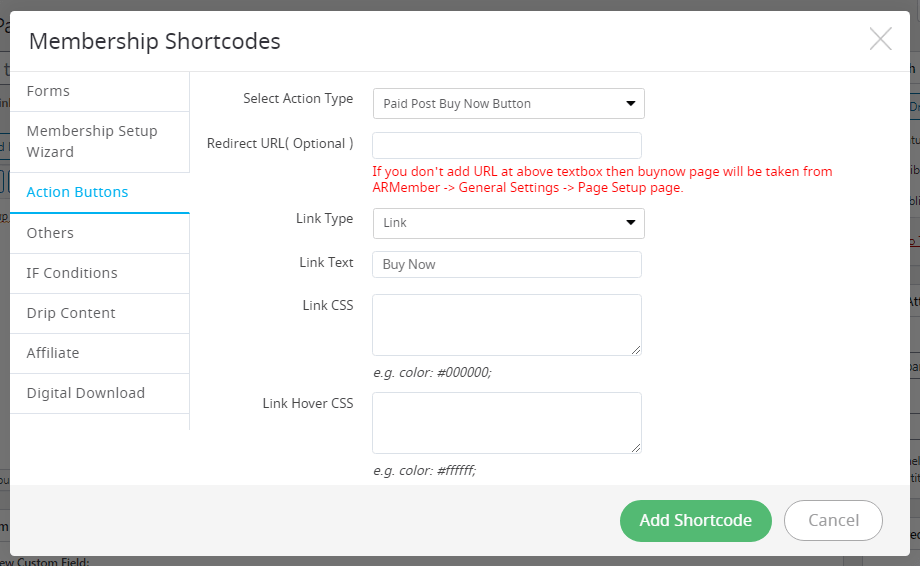 Membership Shortcodes
Forms
Membership Setup
Wizard
Action Buttons
Others
IF Conditions
Drip Content
Affiliate
Digital Download
Select Action Type
Paid Post Buy Now Button
Redirect URL( Optional )
If you don't add URL at above textbox then buynow page will be taken from
ARMember -> General Settings -> Page Setup page.
Link Type
Link
Link Text
Buy Now
Link CSS
e.g. color: #000000;
Link Hover CSS
e.g. color: #ffffff;
Add Shortcode
Cancel
ew Custom Field: